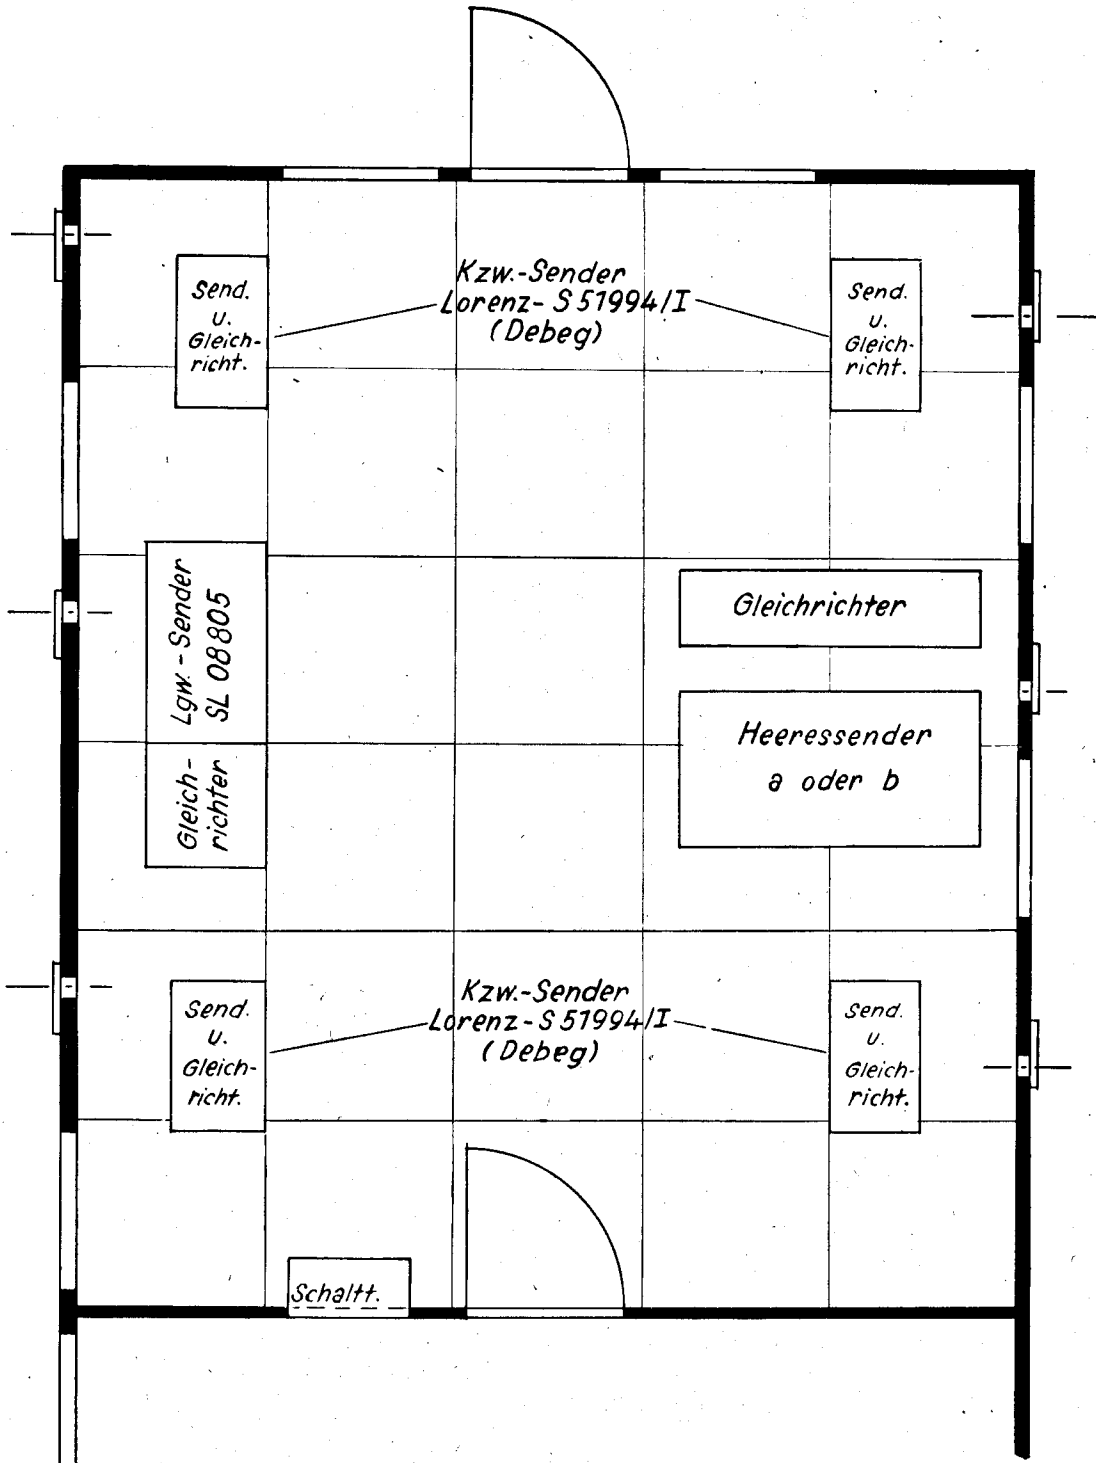 Kzw.-Sender
Lorenz-S 51994/I
(Debeg)
Send.
u.
Gleich-
richt.
Send.
u.
Gleich-
richt.
Lgw.-Sender
SL 08805
Gleich-
richter
Gleichrichter
Heeressender
a oder b
Kzw.-Sender
Lorenz-S 51994/I
(Debeg)
Send.
u.
Gleich-
richt.
Send.
u.
Gleich-
richt.
Schaltt.